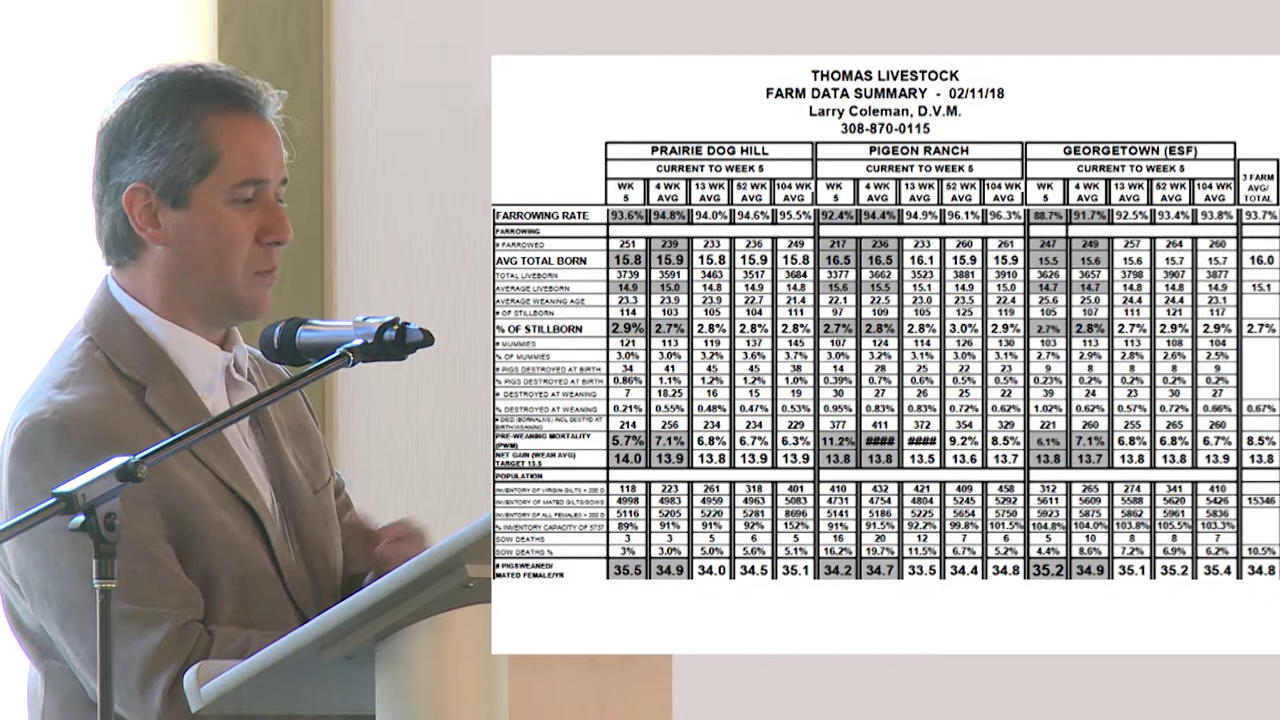 THOMAS LIVESTOCK
FARM DATA SUMMARY - 02/11/18
Larry Coleman, D.V.M.
308-870-0115
PRAIRIE DOG HILL PIGEON RANCH GEORGETOWN (ESF)
CURRENT TO WEEK 5 CURRENT TO WEEK 5 CURRENT TO WEEK 5 3 FARM AVG/ TOTAL
WK 5 4 WK AVG 13 WK AVG 52 WK AVG 104 WK AVG WK 5 4 WK AVG 13 WK AVG 52 WK AVG 104 WK AVG WK 5 4 WK AVG 13 WK AVG 52 WK AVG 104 WK AVG
FARROWING RATE 93.6% 94.8% 94.0% 94.6% 95.5% 92.4% 94.4% 94.9% 96.1% 96.3% 88.7% 91.7% 92.5% 93.4% 93.8% 93.7%
FARROWING
# FARROWED 251 239 233 236 249 217 236 233 260 261 247 249 257 264 260
AVG TOTAL BORN 15.8 15.9 15.8 15.9 15.8 16.5 16.5 16.1 15.9 15.9 15.5 15.6 15.6 15.7 15.7 16.0
TOTAL LIVEBORN 3739 3591 3463 3517 3684 3377 3662 3523 3881 3910 3626 3657 3798 3907 3877
AVERAGE LIVEBORN 14.9 15.0 14.8 14.9 14.8 15.6 15.5 15.1 14.9 15.0 14.7 14.7 14.8 14.8 14.9 15.1
AVERAGE WEANING AGE 23.3 23.9 23.9 22.7 21.4 22.1 22.5 23.0 23.5 22.4 25.6 25.0 24.4 24.4 23.1
# OF STILLBORN 114 103 105 104 111 97 109 105 125 119 105 107 111 121 117
% OF STILLBORN 2.9% 2.7% 2.8% 2.8% 2.8% 2.7% 2.8% 2.8% 3.0% 2.9% 2.7% 2.8% 2.7% 2.9% 2.9% 2.7%
# MUMMIES 121 113 119 137 145 107 124 114 126 130 103 113 113 108 104
% OF MUMMIES 3.0% 3.0% 3.2% 3.6% 3.7% 3.0% 3.2% 3.1% 3.0% 3.1% 2.7% 2.9% 2.8% 2.6% 2.5%
# PIGS DESTROYED AT BIRTH 34 41 45 45 38 14 28 25 22 23 9 8 8 8 9
% PIGS DESTROYED AT BIRTH 0.86% 1.1% 1.2% 1.2% 1.0% 0.39% 0.7% 0.6% 0.5% 0.5% 0.23% 0.2% 0.2% 0.2% 0.2%
# DESTROYED AT WEANING 7 18.25 16 15 19 30 27 26 25 22 39 24 23 30 27
% DESTROYED AT WEANING 0.21% 0.55% 0.48% 0.47% 0.53% 0.95% 0.83% 0.83% 0.72% 0.62% 1.02% 0.62% 0.57% 0.72% 0.66% 0.67%
# DIED (BORNALIVE) INCL DESTYD AT BIRTH/WEANING 214 256 234 234 229 377 411 372 354 329 221 260 255 265 260
PRE-WEANING MORTALITY (PWM) 5.7% 7.1% 6.8% 6.7% 6.3% 11.2% #### #### 9.2% 8.5% 6.1% 7.1% 6.8% 6.8% 6.7% 8.5%
NET GAIN (WEAN AVG) TARGET 13.5 14.0 13.9 13.8 13.9 13.9 13.8 13.8 13.5 13.6 13.7 13.8 13.7 13.8 13.8 13.9 13.8
POPULATION
INVENTORY OF VIRGIN GILTS > 200 D 118 223 261 318 401 410 432 421 409 458 312 265 274 341 410
INVENTORY OF MATED GILTS/SOWS 4998 4983 4959 4963 5083 4731 4754 4804 5245 5292 5611 5609 5588 5620 5426 15346
INVENTORY OF ALL FEMALES > 200 D 5116 5205 5220 5281 8696 5141 5186 5225 5654 5750 5923 5875 5862 5961 5836
% INVENTORY CAPACITY OF 5737 89% 91% 91% 92% 152% 91% 91.5% 92.2% 99.8% 101.5% 104.8% 104.0% 103.8% 105.5% 103.3%
SOW DEATHS 3 3 5 6 5 16 20 12 7 6 5 10 8 8 7
SOW DEATHS % 3% 3.0% 5.0% 5.6% 5.1% 16.2% 19.7% 11.5% 6.7% 5.2% 4.4% 8.6% 7.2% 6.9% 6.2% 10.5%
# PIGSWEANED/ MATED FEMALE/YR 35.5 34.9 34.0 34.5 35.1 34.2 34.7 33.5 34.4 34.8 35.2 34.9 35.1 35.2 35.4 34.8